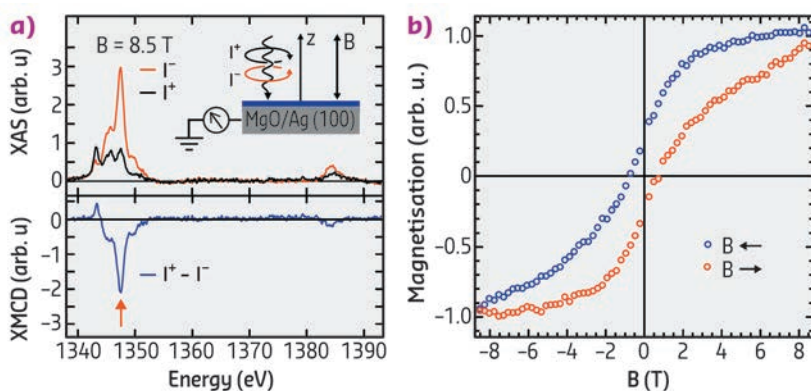 a)
B = 8.5 T
I⁻
I⁺
I⁺
I⁻
Z
B
MgO/Ag (100)
XAS (arb. u)
3
2
1
0
XMCD (arb. u)
0
−1
−2
−3
I⁺ − I⁻
1340 1350 1360 1370 1380 1390
Energy (eV)
b)
Magnetisation (arb. u.)
1.0
0.5
0
−0.5
−1.0
B ←
B →
-8 -6 -4 -2 0 2 4 6 8
B (T)